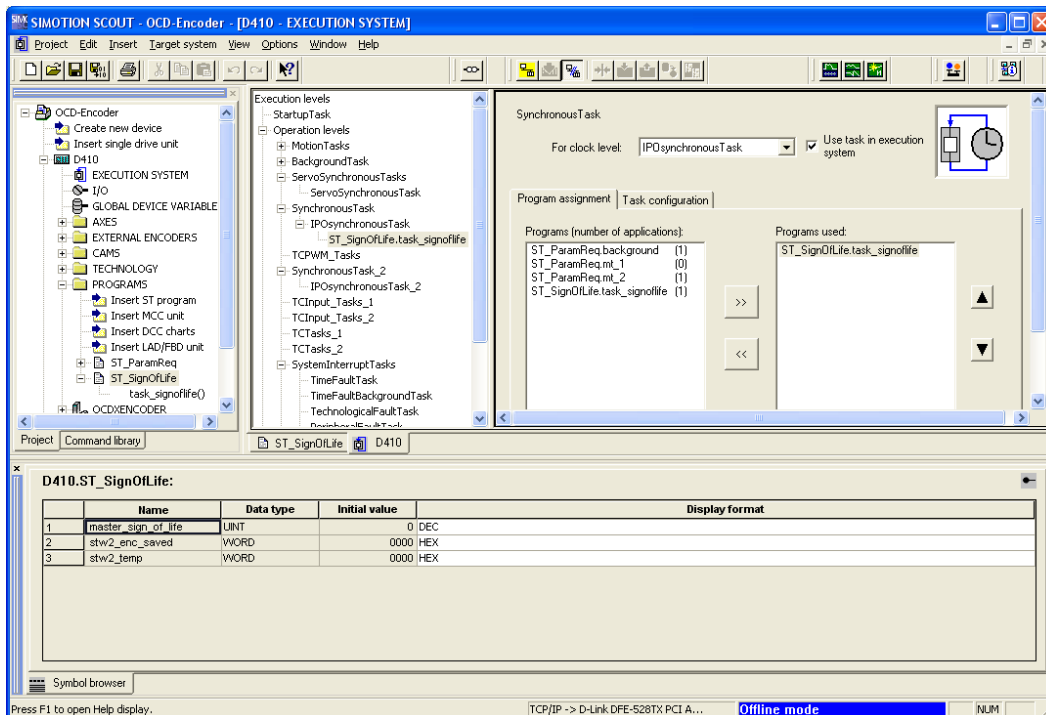 SIMOTION SCOUT - OCD-Encoder - [D410 - EXECUTION SYSTEM]
Project Edit Insert Target system View Options Window Help
OCD-Encoder
Create new device
Insert single drive unit
D410
EXECUTION SYSTEM
I/O
GLOBAL DEVICE VARIABLE
AXES
EXTERNAL ENCODERS
CAMS
TECHNOLOGY
PROGRAMS
Insert ST program
Insert MCC unit
Insert DCC charts
Insert LAD/FBD unit
ST_ParamReq
ST_SignOfLife
task_signoflife()
OCDXENCODER
Project Command library
Execution levels
StartupTask
Operation levels
MotionTasks
BackgroundTask
ServoSynchronousTasks
ServoSynchronousTask
SynchronousTask
IPOsynchronousTask
ST_SignOfLife.task_signoflife
TCPWM_Tasks
SynchronousTask_2
IPOsynchronousTask_2
TCInput_Tasks_1
TCInput_Tasks_2
TCTasks_1
TCTasks_2
SystemInterruptTasks
TimeFaultTask
TimeFaultBackgroundTask
TechnologicalFaultTask
PeripheralFaultTask
ST_SignOfLife D410
SynchronousTask
For clock level: IPOsynchronousTask Use task in execution
system
Program assignment Task configuration
Programs (number of applications):
ST_ParamReq.background (1)
ST_ParamReq.mt_1 (0)
ST_ParamReq.mt_2 (1)
ST_SignOfLife.task_signoflife (1)
>>
<<
Programs used:
ST_SignOfLife.task_signoflife
D410.ST_SignOfLife:
Name Data type Initial value Display format
1 master_sign_of_life UINT 0 DEC
2 stw2_enc_saved WORD 0000 HEX
3 stw2_temp WORD 0000 HEX
Symbol browser
Press F1 to open Help display. TCP/IP -> D-Link DFE-528TX PCI A... Offline mode NUM